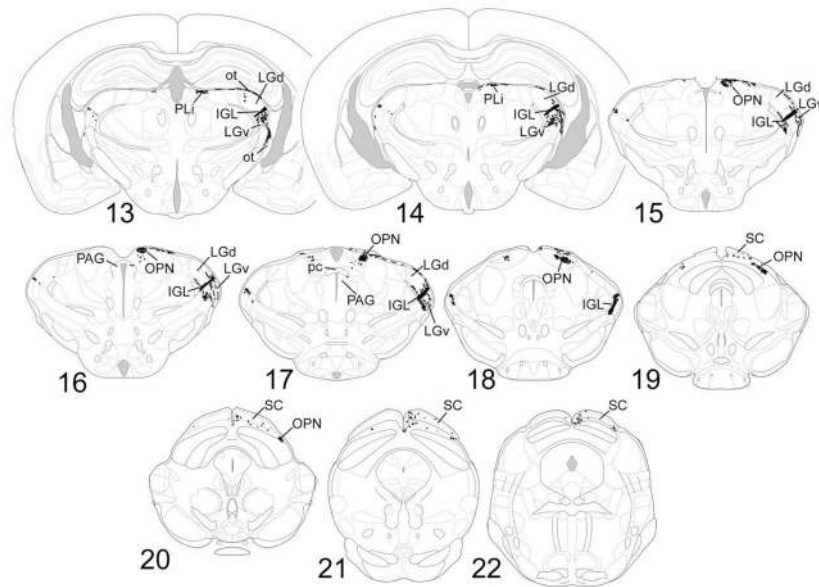 ot
LGd
PLi
IGL
LGv
ot
13
LGd
PLi
IGL
LGv
14
LGd
OPN
LGv
IGL
15
PAG
OPN
LGd
LGv
IGL
16
OPN
LGd
pc
PAG
IGL
LGv
17
OPN
IGL
18
SC
OPN
19
SC
OPN
20
SC
21
SC
22